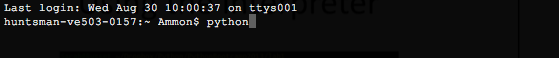 Last login: Wed Aug 30 10:00:37 on ttys001
huntsman-ve503-0157:~ Ammon$ python